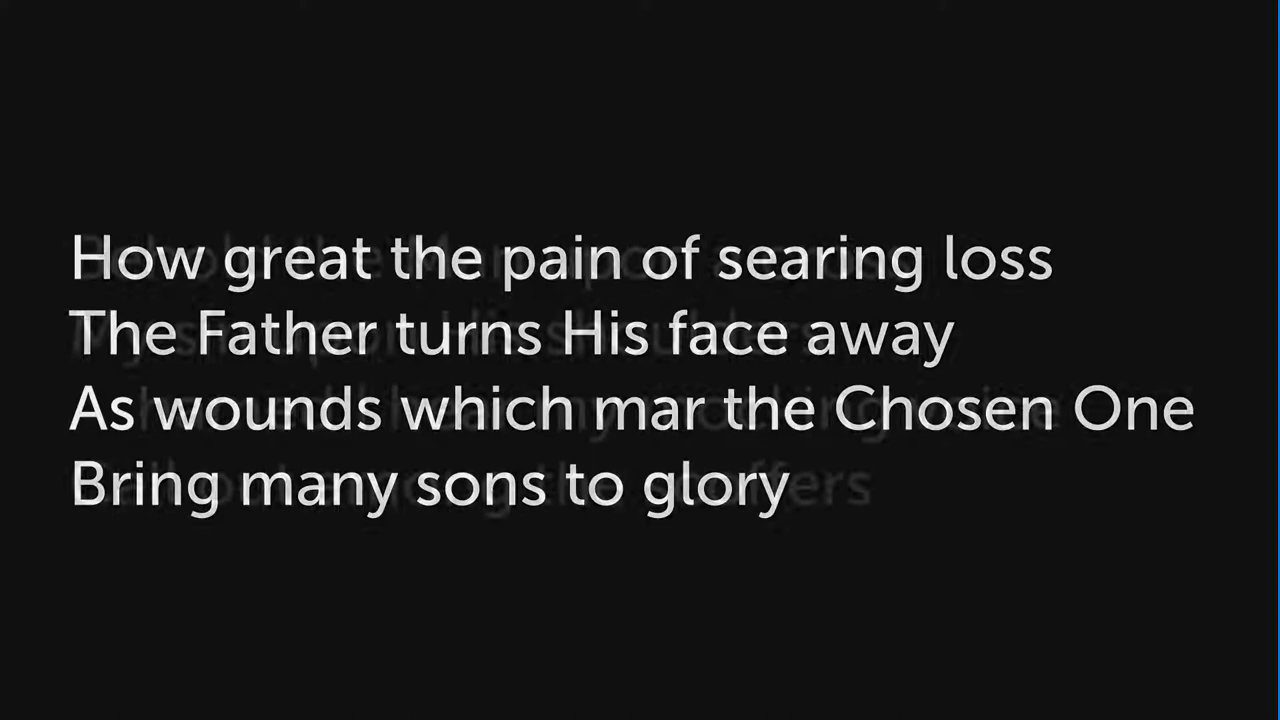 How great the pain of searing loss
The Father turns His face away
As wounds which mar the Chosen One
Bring many sons to glory